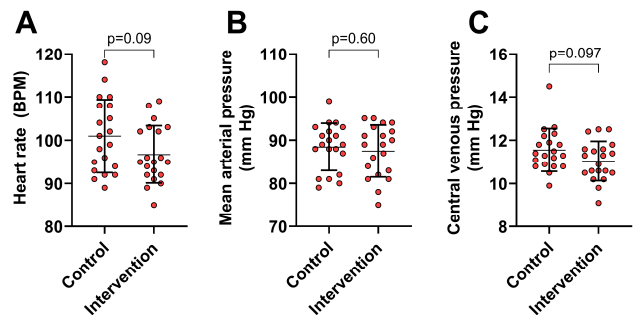 A
p=0.09
Heart rate (BPM)
120
110
100
90
80
Control
Intervention
B
p=0.60
Mean arterial pressure
(mm Hg)
110
100
90
80
70
Control
Intervention
C
p=0.097
Central venous pressure
(mm Hg)
16
14
12
10
8
Control
Intervention